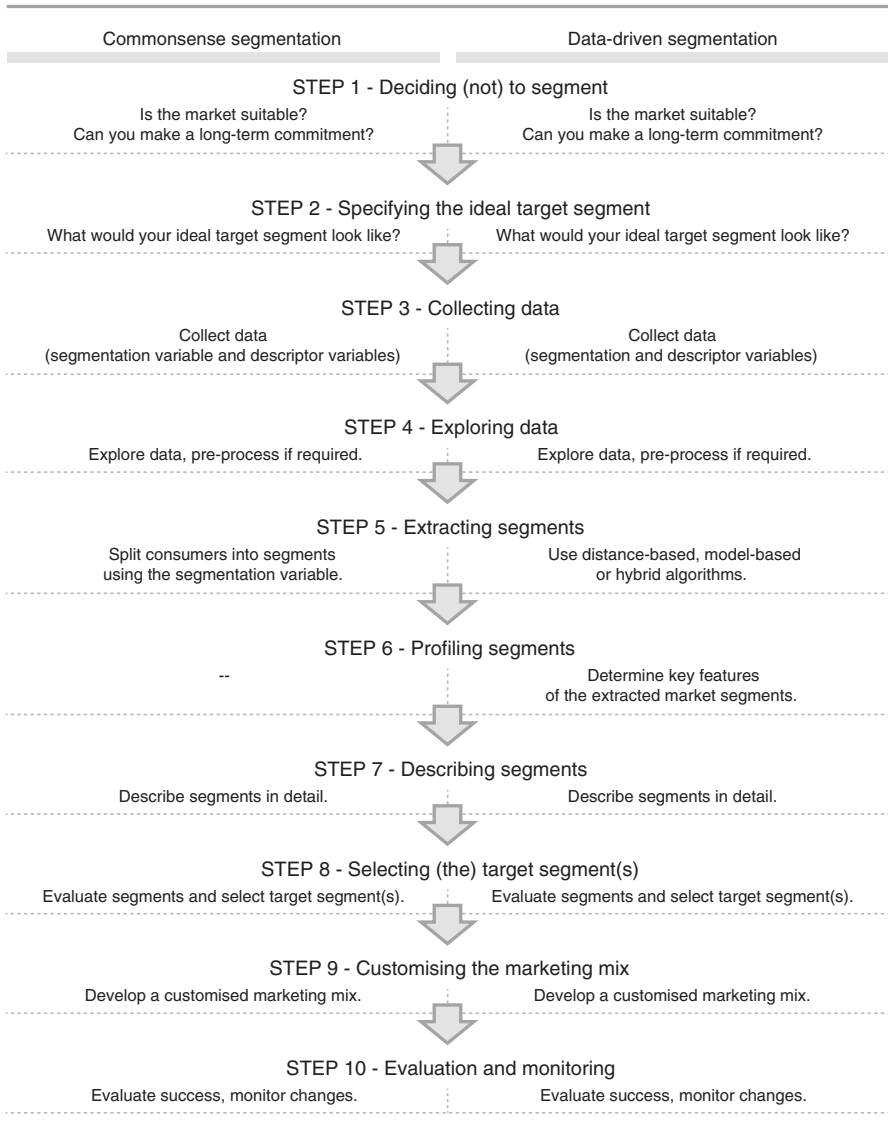 Commonsense segmentation
Data-driven segmentation
STEP 1 - Deciding (not) to segment
Is the market suitable?
Can you make a long-term commitment?
Is the market suitable?
Can you make a long-term commitment?
STEP 2 - Specifying the ideal target segment
What would your ideal target segment look like?
What would your ideal target segment look like?
STEP 3 - Collecting data
Collect data
(segmentation variable and descriptor variables)
Collect data
(segmentation and descriptor variables)
STEP 4 - Exploring data
Explore data, pre-process if required.
Explore data, pre-process if required.
STEP 5 - Extracting segments
Split consumers into segments
using the segmentation variable.
Use distance-based, model-based
or hybrid algorithms.
STEP 6 - Profiling segments
--
Determine key features
of the extracted market segments.
STEP 7 - Describing segments
Describe segments in detail.
Describe segments in detail.
STEP 8 - Selecting (the) target segment(s)
Evaluate segments and select target segment(s).
Evaluate segments and select target segment(s).
STEP 9 - Customising the marketing mix
Develop a customised marketing mix.
Develop a customised marketing mix.
STEP 10 - Evaluation and monitoring
Evaluate success, monitor changes.
Evaluate success, monitor changes.